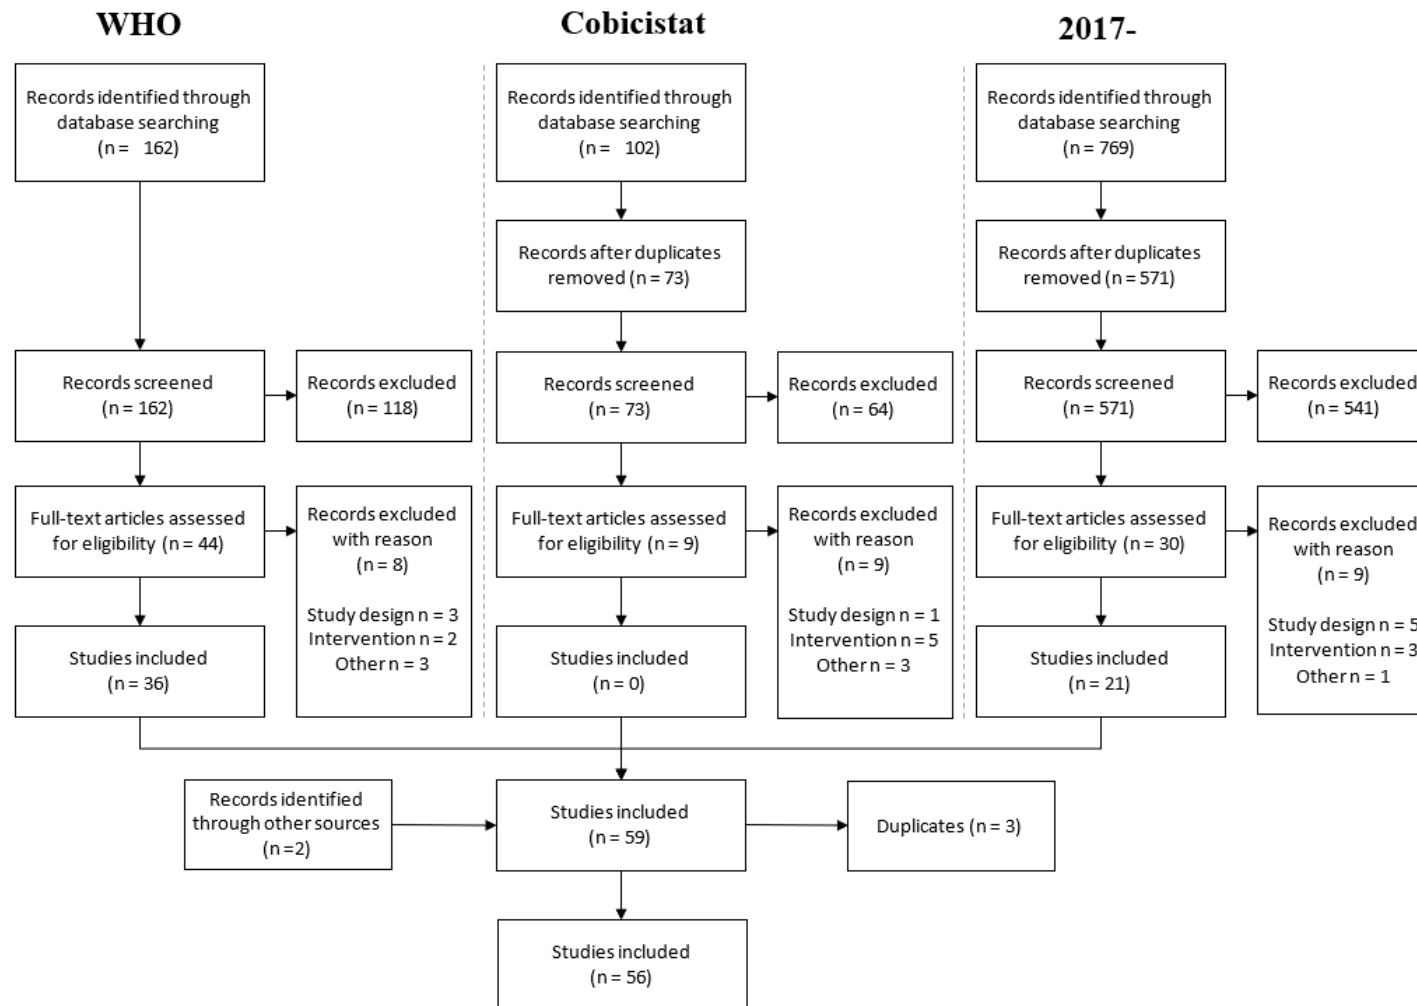 WHO
Cobicistat
2017-
Records identified through
database searching
(n = 162)
Records identified through
database searching
(n = 102)
Records identified through
database searching
(n = 769)
Records after duplicates
removed (n = 73)
Records after duplicates
removed (n = 571)
Records screened
(n = 162)
Records excluded
(n = 118)
Records screened
(n = 73)
Records excluded
(n = 64)
Records screened
(n = 571)
Records excluded
(n = 541)
Full-text articles assessed
for eligibility (n = 44)
Records excluded
with reason
(n = 8)
Study design n = 3
Intervention n = 2
Other n = 3
Full-text articles assessed
for eligibility (n = 9)
Records excluded
with reason
(n = 9)
Study design n = 1
Intervention n = 5
Other n = 3
Full-text articles assessed
for eligibility (n = 30)
Records excluded
with reason
(n = 9)
Study design n = 5
Intervention n = 3
Other n = 1
Studies included
(n = 36)
Studies included
(n = 0)
Studies included
(n = 21)
Records identified
through other sources
(n =2)
Studies included
(n = 59)
Duplicates (n = 3)
Studies included
(n = 56)